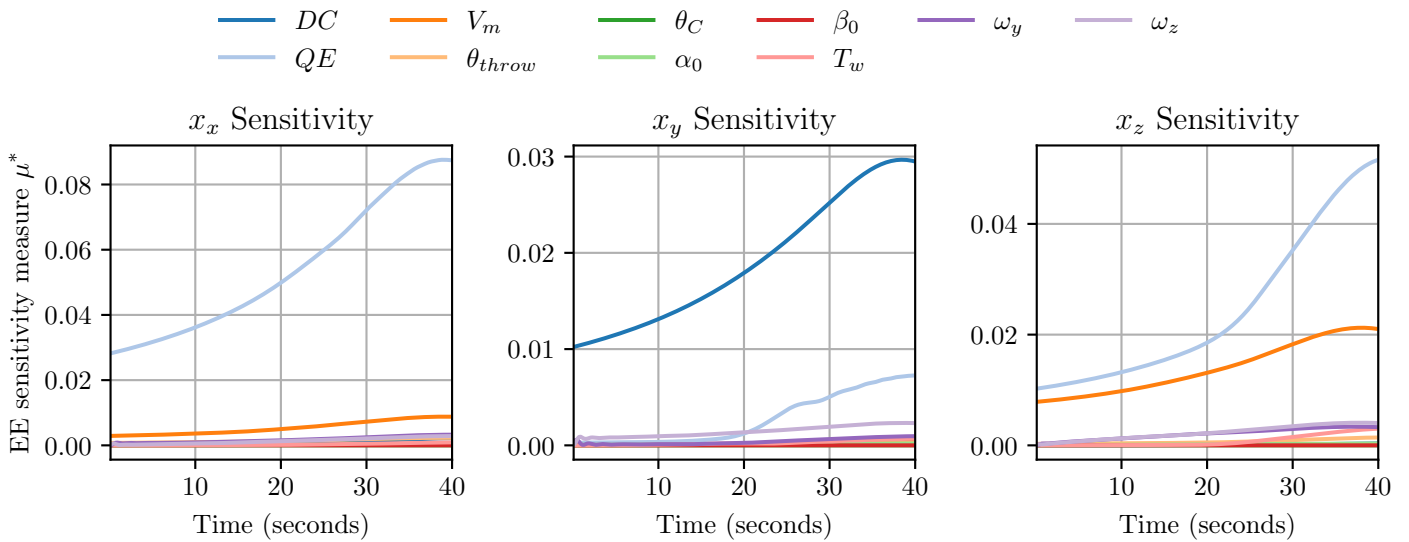 DC V_m θ_C β_0 ω_y ω_z
QE θ_throw α_0 T_w
x_x Sensitivity x_y Sensitivity x_z Sensitivity
EE sensitivity measure μ*
0.08
0.06
0.04
0.02
0.00
10 20 30 40
Time (seconds)
0.03
0.02
0.01
0.00
10 20 30 40
Time (seconds)
0.04
0.02
0.00
10 20 30 40
Time (seconds)